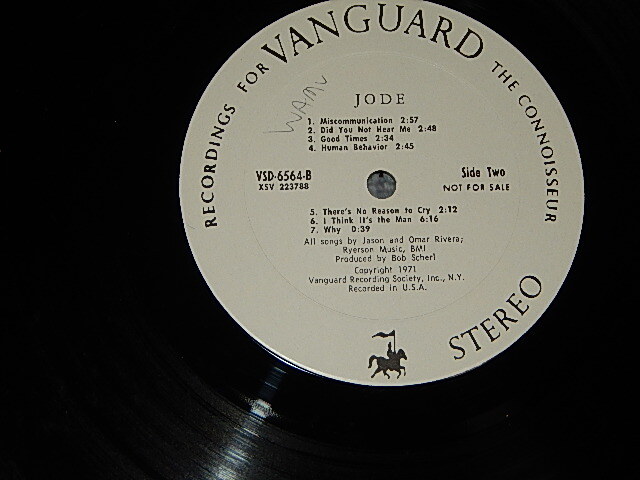 RECORDINGS FOR VANGUARD THE CONNOISSEUR
WAMU
JODE
1. Miscommunication 2:57
2. Did You Not Hear Me 2:48
3. Good Times 2:34
4. Human Behavior 2:45
VSD-6564-B
XSV 223788
Side Two
NOT FOR SALE
5. There's No Reason to Cry 2:12
6. I Think It's the Man 6:16
7. Why 0:39
All songs by Jason and Omar Rivera;
Ryerson Music, BMI
Produced by Bob Scherl
Copyright 1971
Vanguard Recording Society, Inc., N.Y.
Recorded in U.S.A.
STEREO